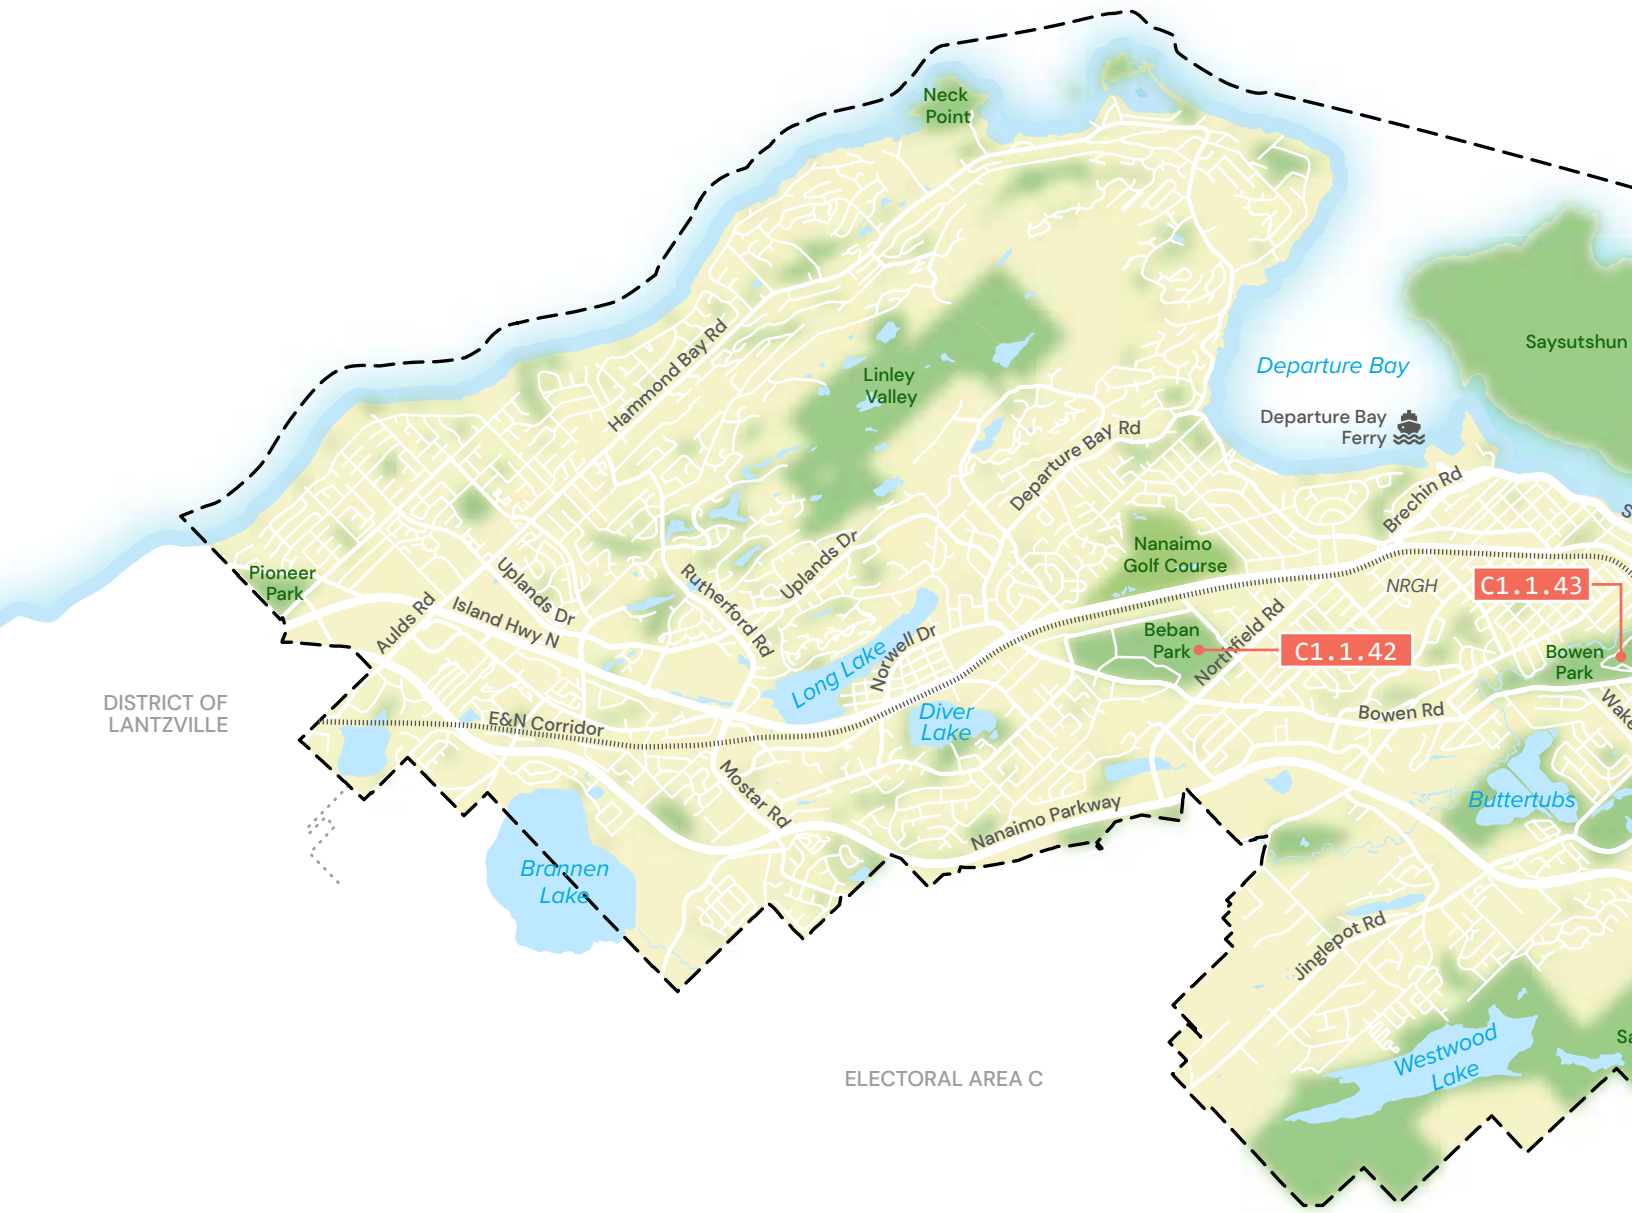 Neck
Point
Saysutshun
Departure Bay
Linley
Valley
Hammond Bay Rd
Departure Bay
Ferry
Departure Bay Rd
Brechin Rd
Nanaimo
Golf Course
Uplands Dr
Pioneer
Park
Uplands Dr
Rutherford Rd
NRGH
C1.1.43
Aulds Rd
Island Hwy N
Northfield Rd
Beban
Park
C1.1.42
Bowen
Park
Norwell Dr
Long Lake
DISTRICT OF
LANTZVILLE
E&N Corridor
Diver
Lake
Bowen Rd
Mostar Rd
Nanaimo Parkway
Buttertubs
Brannen
Lake
Jinglepot Rd
Westwood
Lake
ELECTORAL AREA C